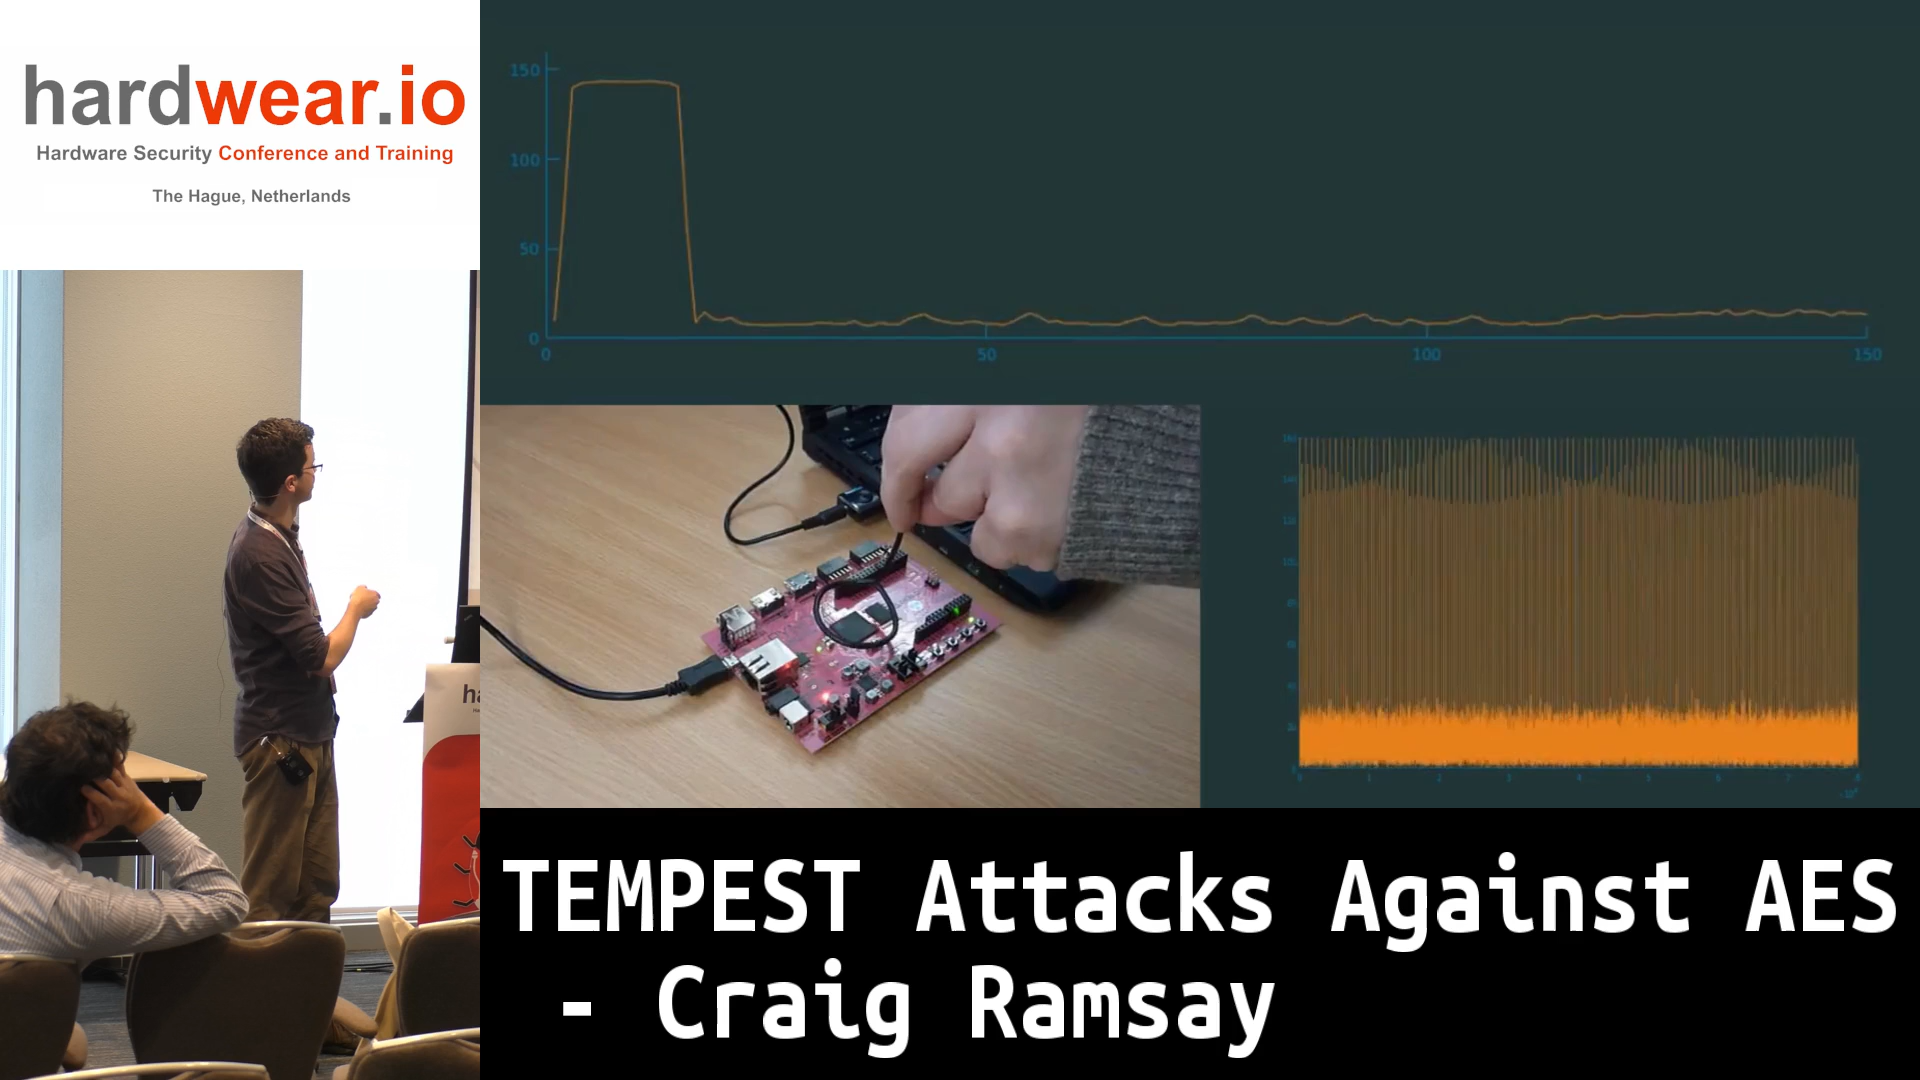 hardwear.io
Hardware Security Conference and Training
The Hague, Netherlands
150
100
50
0
0
50
100
150
ha
TEMPEST Attacks Against AES
- Craig Ramsay